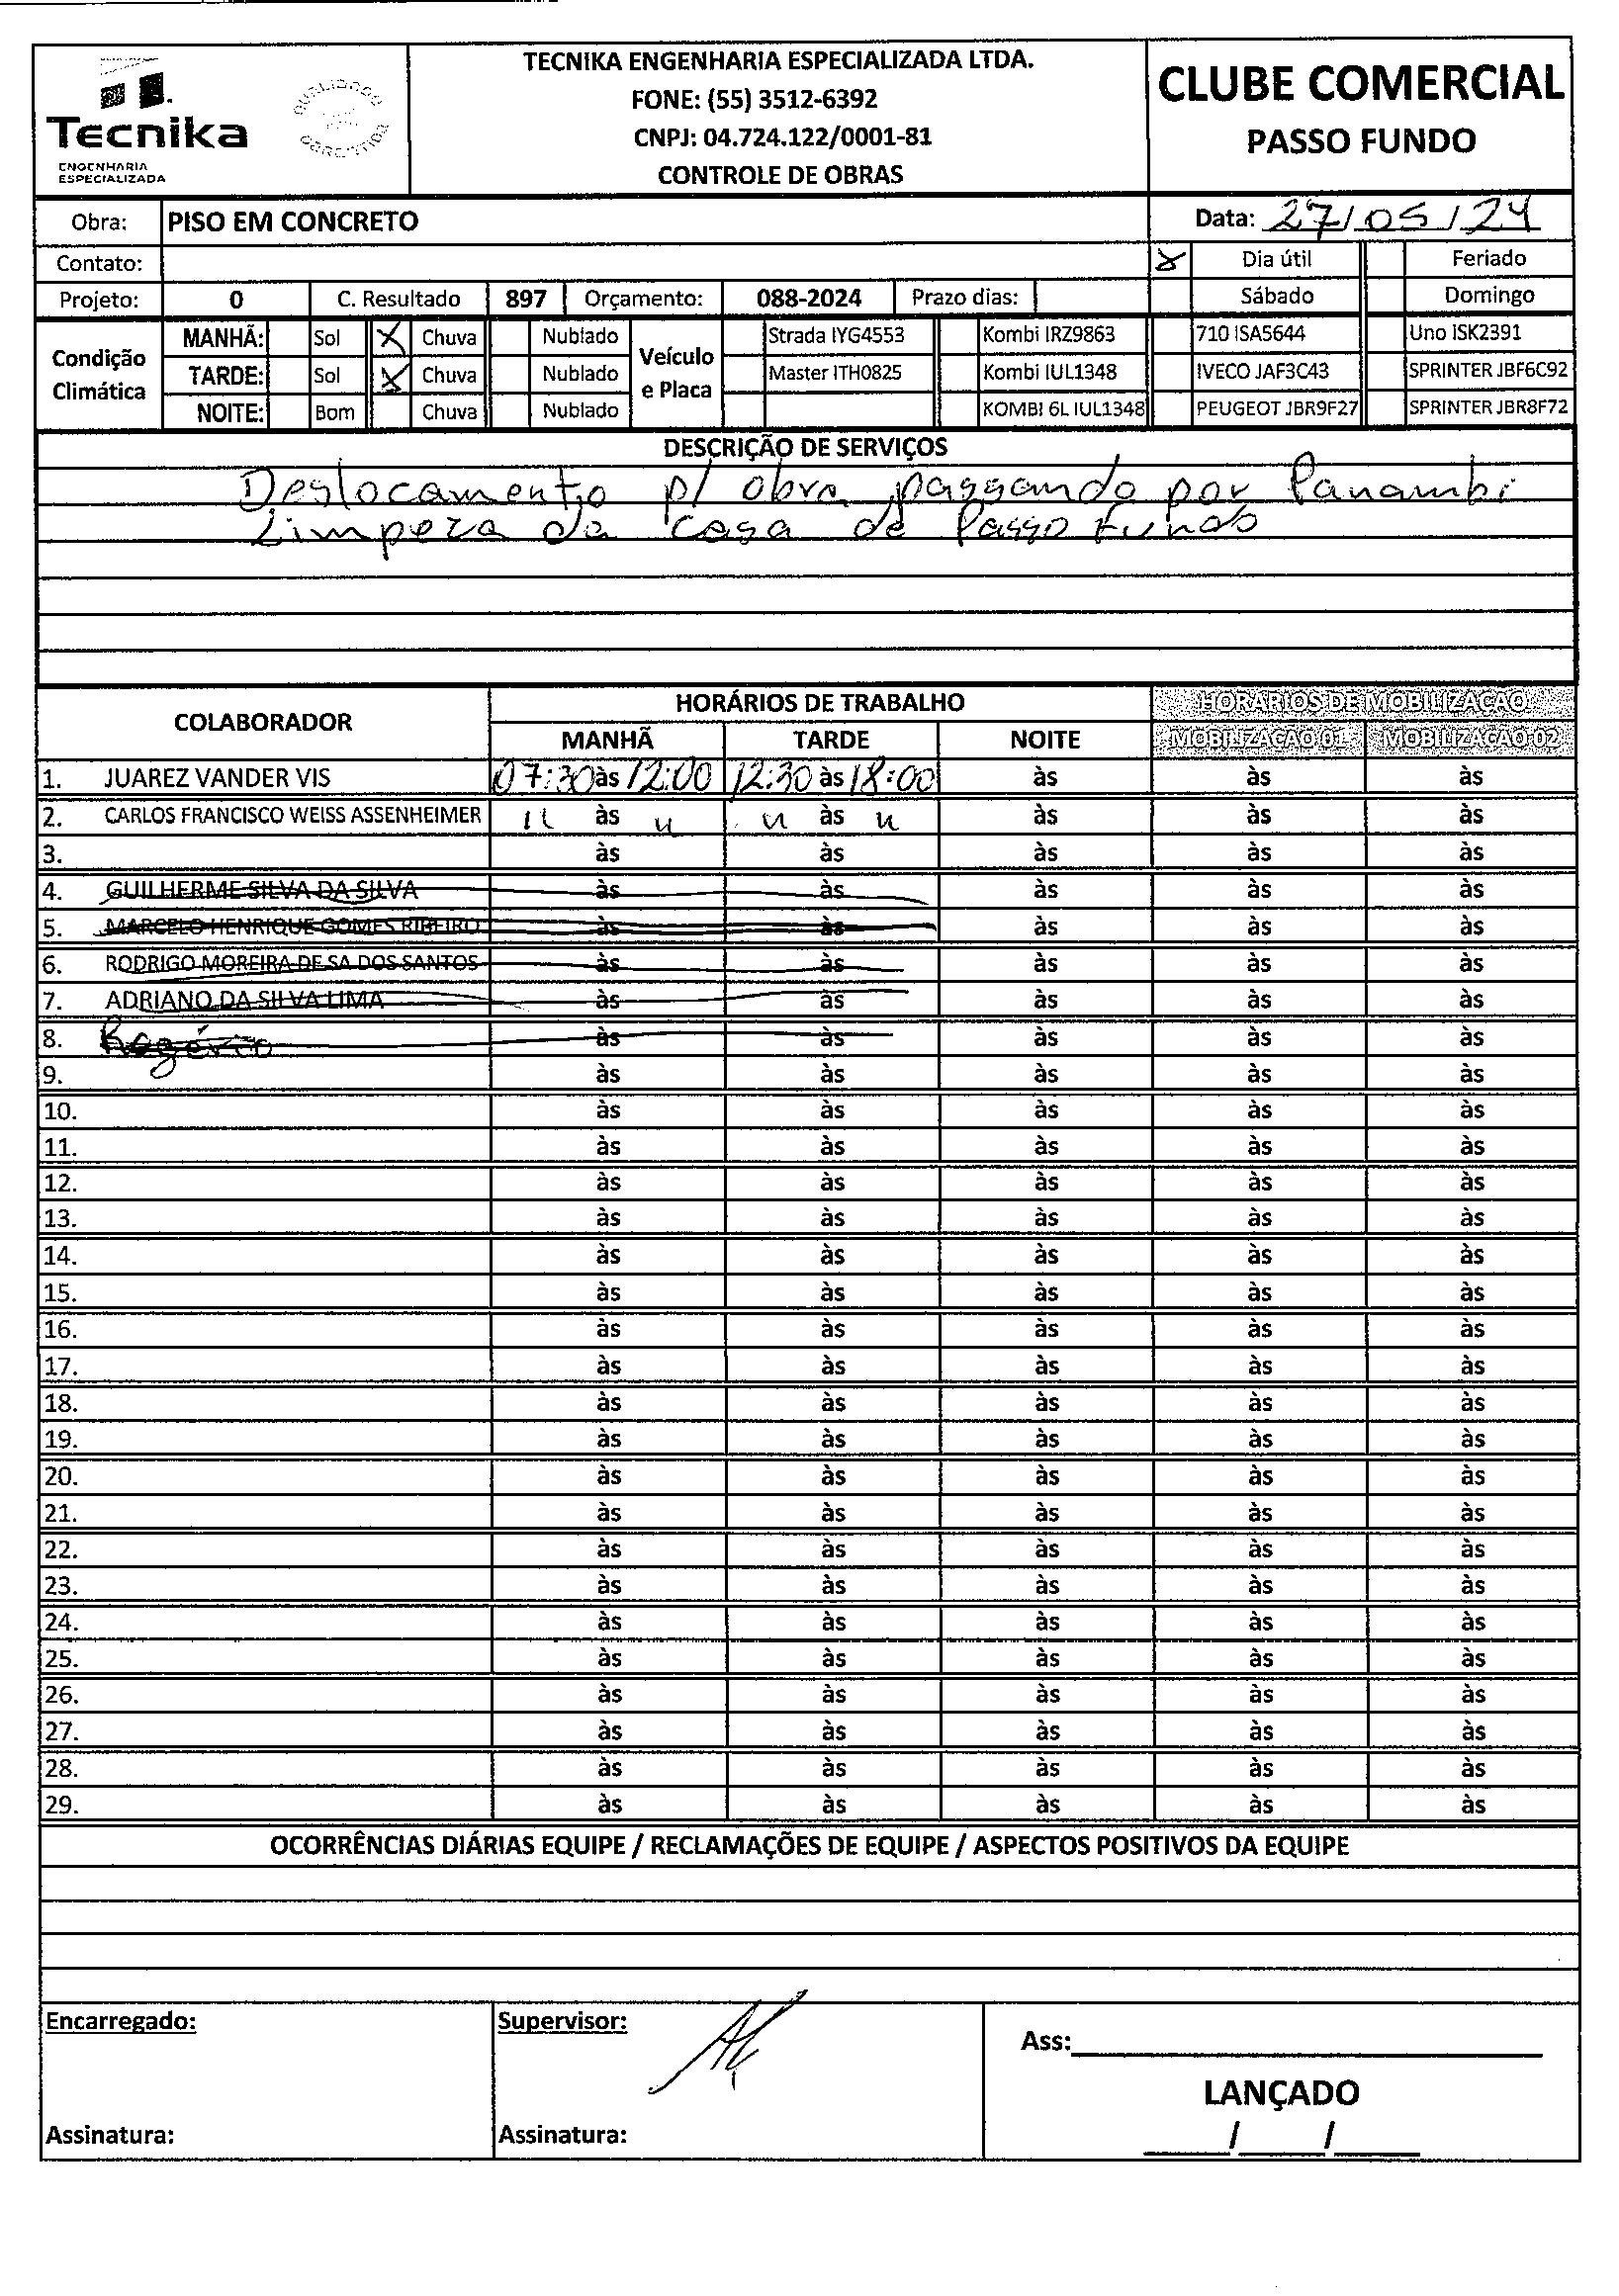 Tecnika
ENGENHARIA
ESPECIALIZADA
TECNIKA ENGENHARIA ESPECIALIZADA LTDA.
FONE: (55) 3512-6392
CNPJ: 04.724.122/0001-81
CONTROLE DE OBRAS
CLUBE COMERCIAL
PASSO FUNDO
Obra: PISO EM CONCRETO
Data: 27/05/24
Contato:
X Dia útil Feriado
Projeto: 0 C. Resultado 897 Orçamento: 088-2024 Prazo dias:
Sábado Domingo
Condição Climática
MANHÃ: Sol X Chuva Nublado
TARDE: Sol X Chuva Nublado
NOITE: Bom Chuva Nublado
Veículo e Placa
Strada IYG4553 Kombi IRZ9863 710 ISA5644 Uno ISK2391
Master ITH0825 Kombi IUL1348 IVECO JAF3C43 SPRINTER JBF6C92
KOMBI 6L IUL1348 PEUGEOT JBR9F27 SPRINTER JBR8F72
DESCRIÇÃO DE SERVIÇOS
Deslocamento p/ obra passando por Panambi
Limpeza da casa de Passo Fundo
COLABORADOR HORÁRIOS DE TRABALHO HORÁRIOS DE MOBILIZAÇÃO
MANHÃ TARDE NOITE MOBILIZAÇÃO 01 MOBILIZAÇÃO 02
1. JUAREZ VANDER VIS 07:30 às 12:00 12:30 às 18:00 às às às
2. CARLOS FRANCISCO WEISS ASSENHEIMER " às " " às " às às às
3. às às às às às
4. GUILHERME SILVA DA SILVA às às às às às
5. MARCELO HENRIQUE GOMES RIBEIRO às às às às às
6. RODRIGO MOREIRA DE SA DOS SANTOS às às às às às
7. ADRIANO DA SILVA LIMA às às às às às
8. Rogério às às às às às
9. às às às às às
10. às às às às às
11. às às às às às
12. às às às às às
13. às às às às às
14. às às às às às
15. às às às às às
16. às às às às às
17. às às às às às
18. às às às às às
19. às às às às às
20. às às às às às
21. às às às às às
22. às às às às às
23. às às às às às
24. às às às às às
25. às às às às às
26. às às às às às
27. às às às às às
28. às às às às às
29. às às às às às
OCORRÊNCIAS DIÁRIAS EQUIPE / RECLAMAÇÕES DE EQUIPE / ASPECTOS POSITIVOS DA EQUIPE
Encarregado: Supervisor: Ass:
LANÇADO
Assinatura: Assinatura: / /